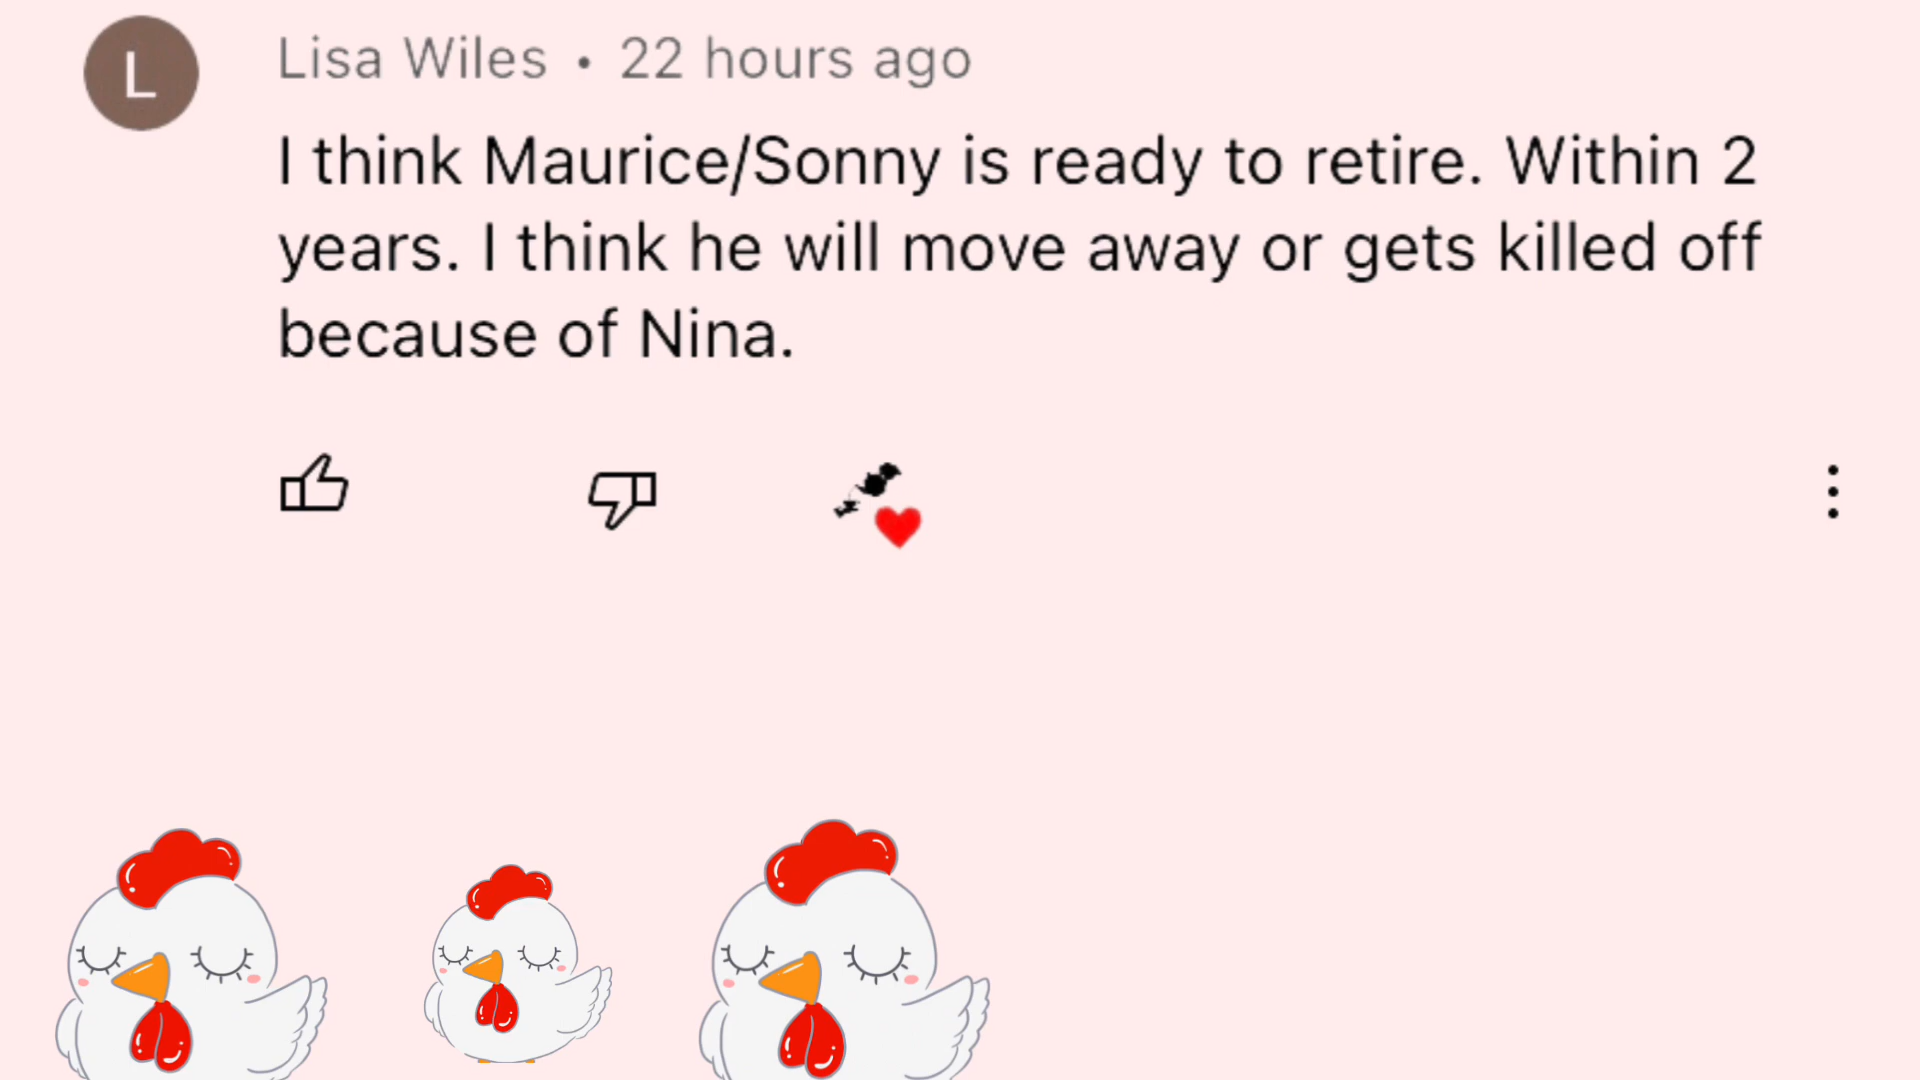 L
Lisa Wiles • 22 hours ago
I think Maurice/Sonny is ready to retire. Within 2
years. I think he will move away or gets killed off
because of Nina.